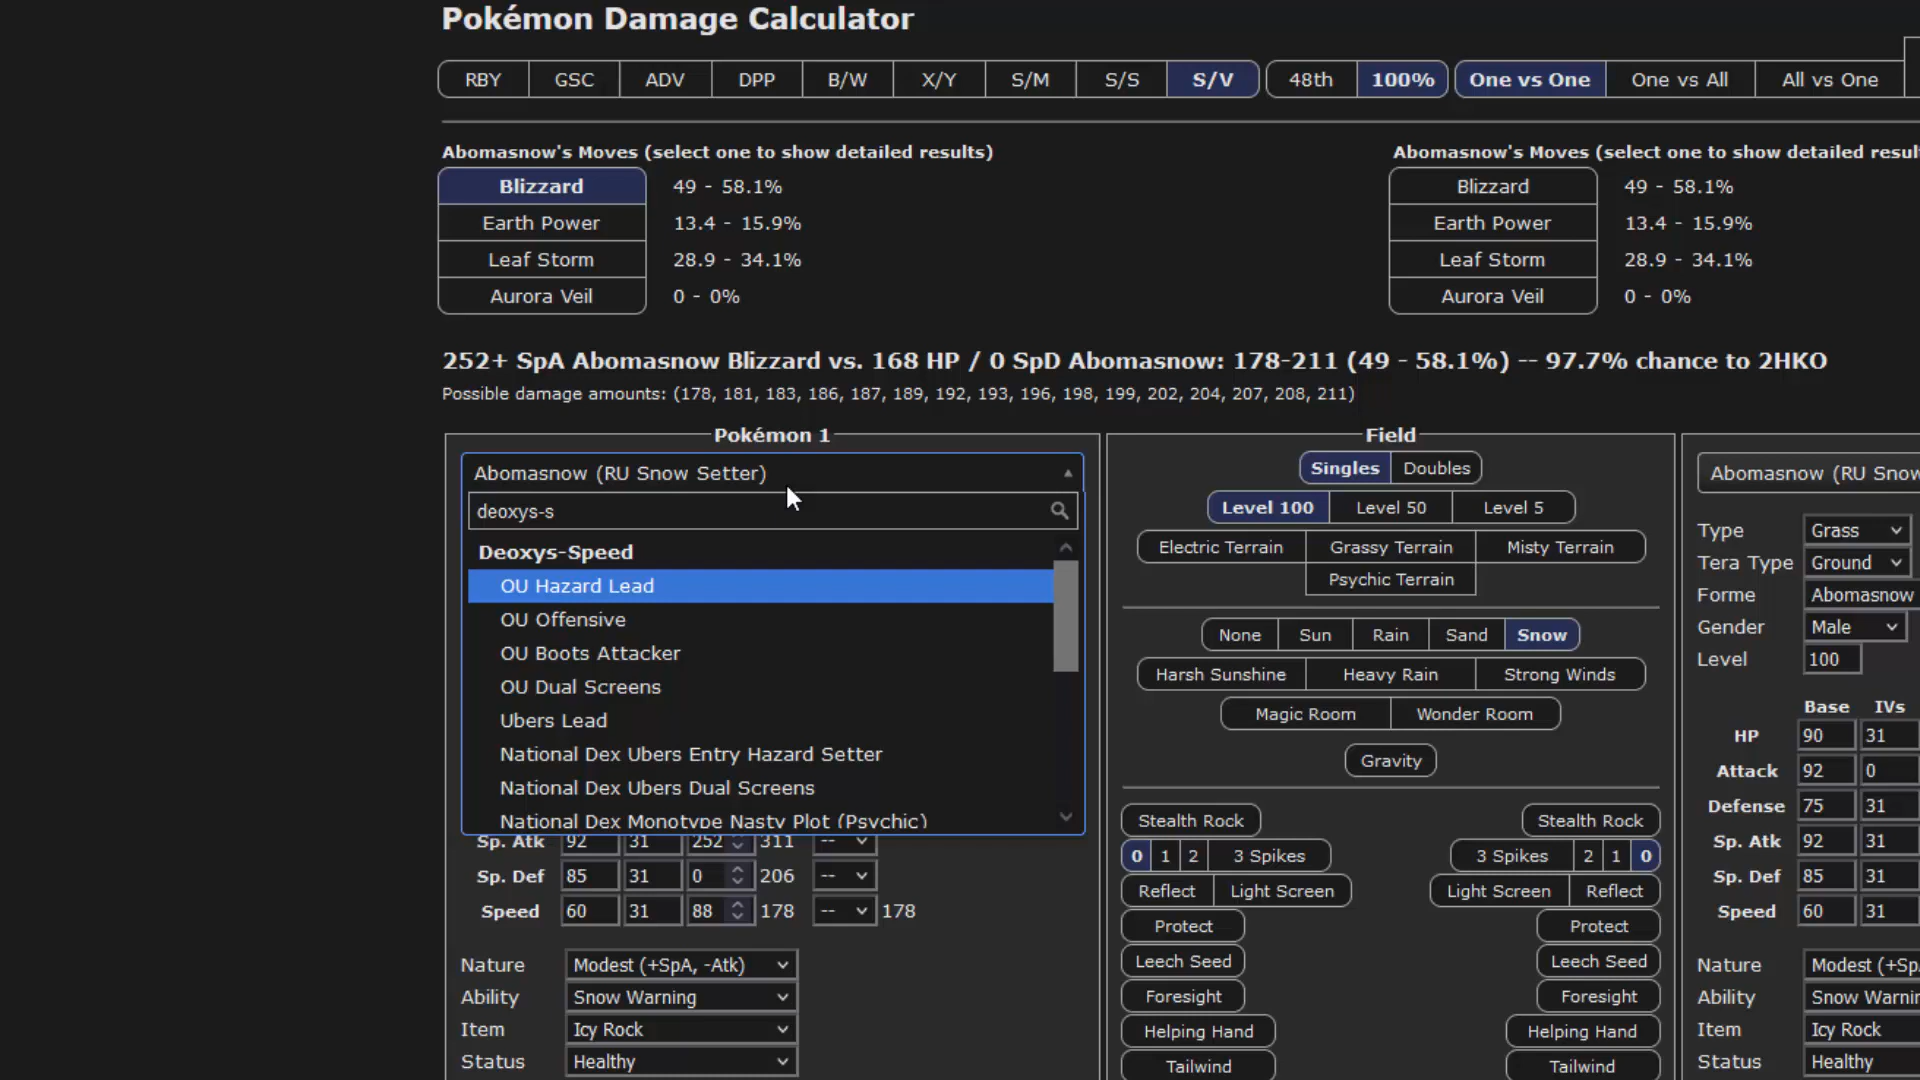 Pokémon Damage Calculator
RBY GSC ADV DPP B/W X/Y S/M S/S S/V 48th 100% One vs One One vs All All vs One
Abomasnow's Moves (select one to show detailed results)
Blizzard 49 - 58.1%
Earth Power 13.4 - 15.9%
Leaf Storm 28.9 - 34.1%
Aurora Veil 0 - 0%
Abomasnow's Moves (select one to show detailed resul
Blizzard 49 - 58.1%
Earth Power 13.4 - 15.9%
Leaf Storm 28.9 - 34.1%
Aurora Veil 0 - 0%
252+ SpA Abomasnow Blizzard vs. 168 HP / 0 SpD Abomasnow: 178-211 (49 - 58.1%) -- 97.7% chance to 2HKO
Possible damage amounts: (178, 181, 183, 186, 187, 189, 192, 193, 196, 198, 199, 202, 204, 207, 208, 211)
Pokémon 1
Abomasnow (RU Snow Setter)
deoxys-s
Deoxys-Speed
OU Hazard Lead
OU Offensive
OU Boots Attacker
OU Dual Screens
Ubers Lead
National Dex Ubers Entry Hazard Setter
National Dex Ubers Dual Screens
National Dex Monotype Nasty Plot (Psychic)
Sp. Atk 92 31 252 311 --
Sp. Def 85 31 0 206 --
Speed 60 31 88 178 -- 178
Nature Modest (+SpA, -Atk)
Ability Snow Warning
Item Icy Rock
Status Healthy
Field
Singles Doubles
Level 100 Level 50 Level 5
Electric Terrain Grassy Terrain Misty Terrain
Psychic Terrain
None Sun Rain Sand Snow
Harsh Sunshine Heavy Rain Strong Winds
Magic Room Wonder Room
Gravity
Stealth Rock Stealth Rock
0 1 2 3 Spikes 3 Spikes 2 1 0
Reflect Light Screen Light Screen Reflect
Protect Protect
Leech Seed Leech Seed
Foresight Foresight
Helping Hand Helping Hand
Tailwind Tailwind
Abomasnow (RU Snow
Type Grass
Tera Type Ground
Forme Abomasnow
Gender Male
Level 100
Base IVs
HP 90 31
Attack 92 0
Defense 75 31
Sp. Atk 92 31
Sp. Def 85 31
Speed 60 31
Nature Modest (+Sp
Ability Snow Warnin
Item Icy Rock
Status Healthy